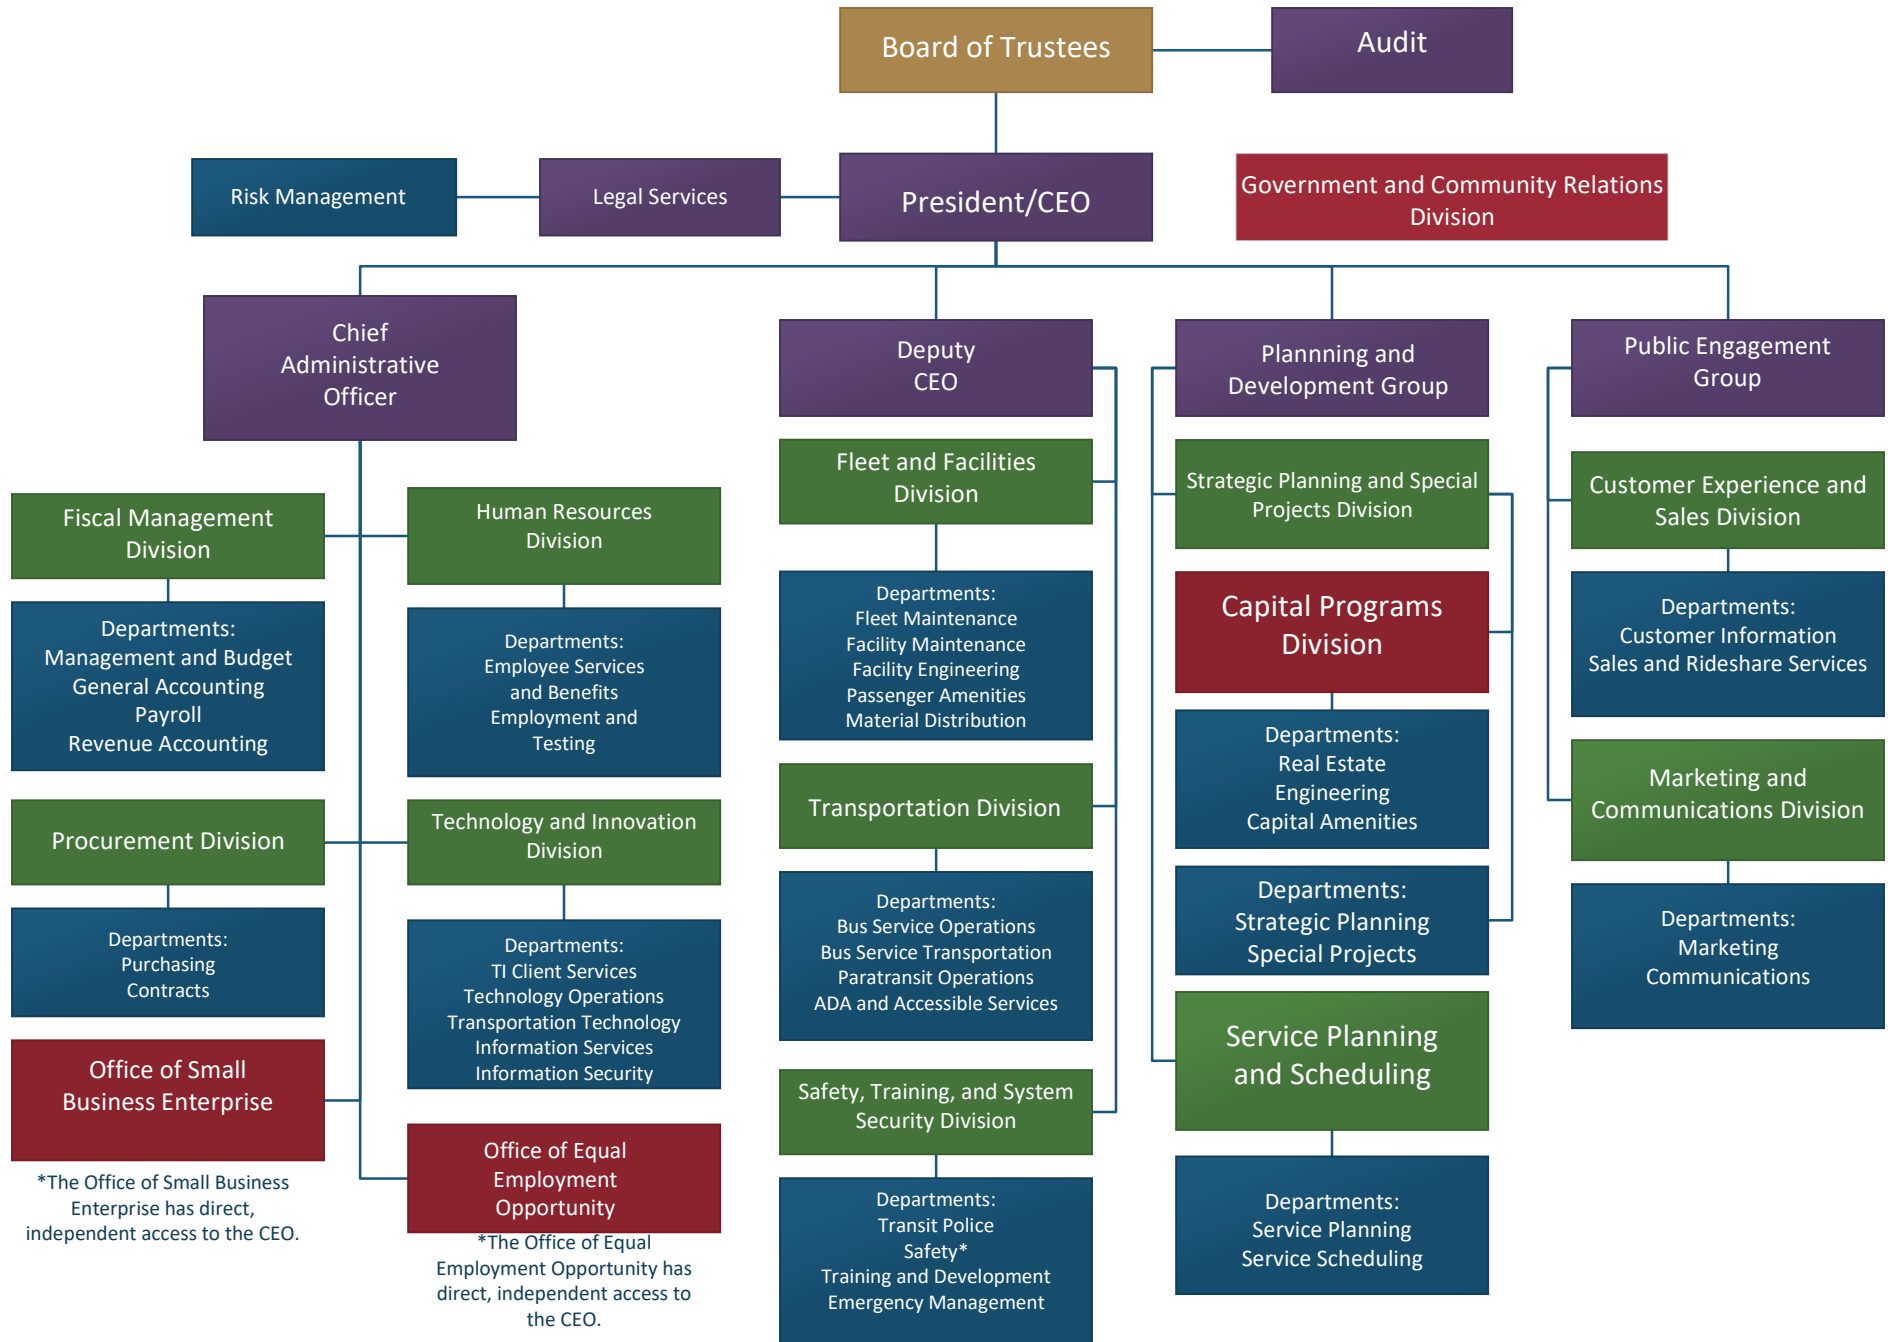 Board of Trustees
Audit
Risk Management
Legal Services
President/CEO
Government and Community Relations
Division
Chief
Administrative
Officer
Deputy
CEO
Plannning and
Development Group
Public Engagement
Group
Fiscal Management
Division
Human Resources
Division
Fleet and Facilities
Division
Strategic Planning and Special
Projects Division
Customer Experience and
Sales Division
Departments:
Management and Budget
General Accounting
Payroll
Revenue Accounting
Departments:
Employee Services
and Benefits
Employment and
Testing
Departments:
Fleet Maintenance
Facility Maintenance
Facility Engineering
Passenger Amenities
Material Distribution
Capital Programs
Division
Departments:
Customer Information
Sales and Rideshare Services
Procurement Division
Technology and Innovation
Division
Transportation Division
Departments:
Real Estate
Engineering
Capital Amenities
Marketing and
Communications Division
Departments:
Purchasing
Contracts
Departments:
TI Client Services
Technology Operations
Transportation Technology
Information Services
Information Security
Departments:
Bus Service Operations
Bus Service Transportation
Paratransit Operations
ADA and Accessible Services
Departments:
Strategic Planning
Special Projects
Departments:
Marketing
Communications
Office of Small
Business Enterprise
*The Office of Small Business
Enterprise has direct,
independent access to the CEO.
Office of Equal
Employment
Opportunity
*The Office of Equal
Employment Opportunity has
direct, independent access to
the CEO.
Safety, Training, and System
Security Division
Departments:
Transit Police
Safety*
Training and Development
Emergency Management
Service Planning
and Scheduling
Departments:
Service Planning
Service Scheduling